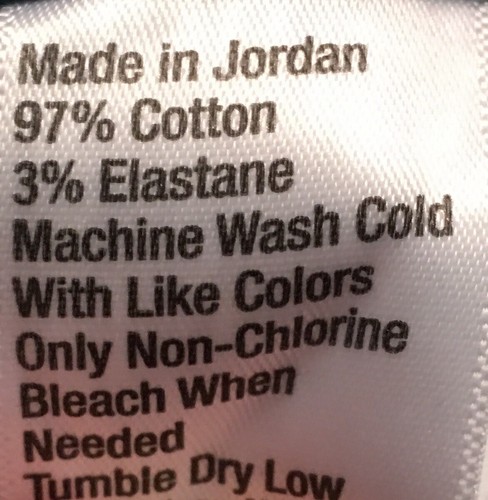 Made in Jordan
97% Cotton
3% Elastane
Machine Wash Cold
With Like Colors
Only Non-Chlorine
Bleach When
Needed
Tumble Dry Low